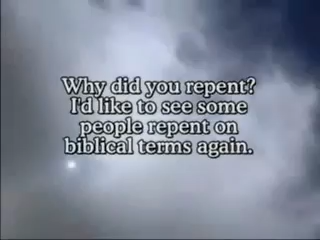 Why did you repent?
I'd like to see some
people repent on
biblical terms again.